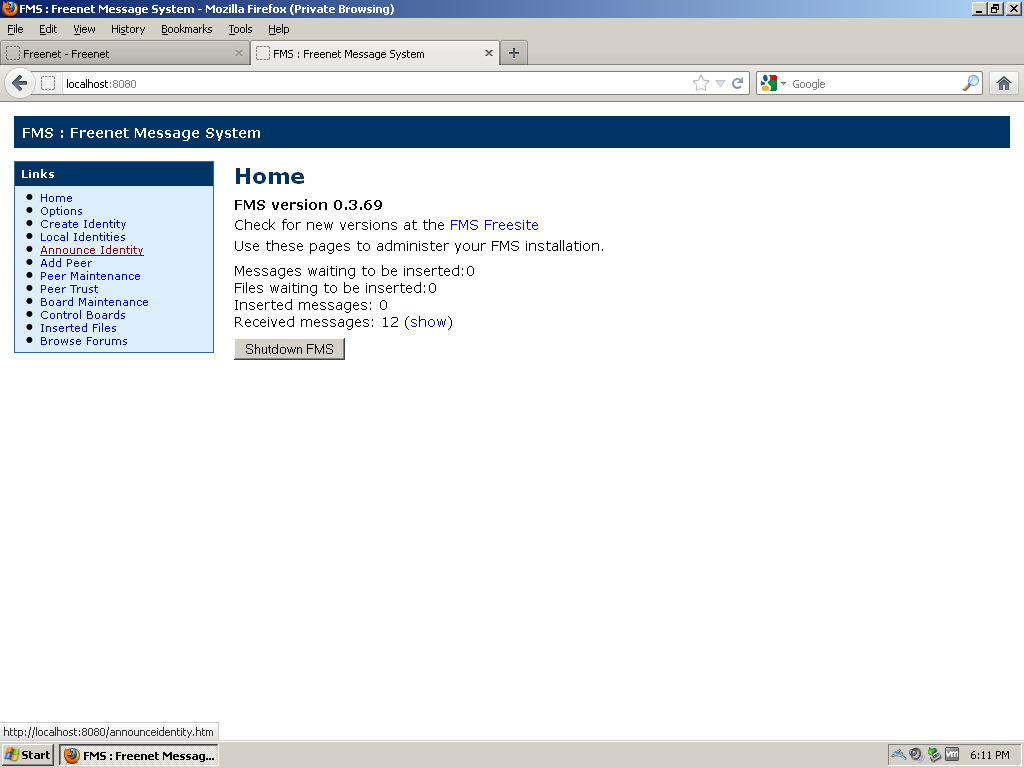 FMS : Freenet Message System - Mozilla Firefox (Private Browsing)
File Edit View History Bookmarks Tools Help
Freenet - Freenet
FMS : Freenet Message System
localhost:8080
Google
FMS : Freenet Message System
Links
Home
Options
Create Identity
Local Identities
Announce Identity
Add Peer
Peer Maintenance
Peer Trust
Board Maintenance
Control Boards
Inserted Files
Browse Forums
Home
FMS version 0.3.69
Check for new versions at the FMS Freesite
Use these pages to administer your FMS installation.
Messages waiting to be inserted:0
Files waiting to be inserted:0
Inserted messages: 0
Received messages: 12 (show)
Shutdown FMS
http://localhost:8080/announceidentity.htm
Start
FMS : Freenet Messag...
vm
6:11 PM